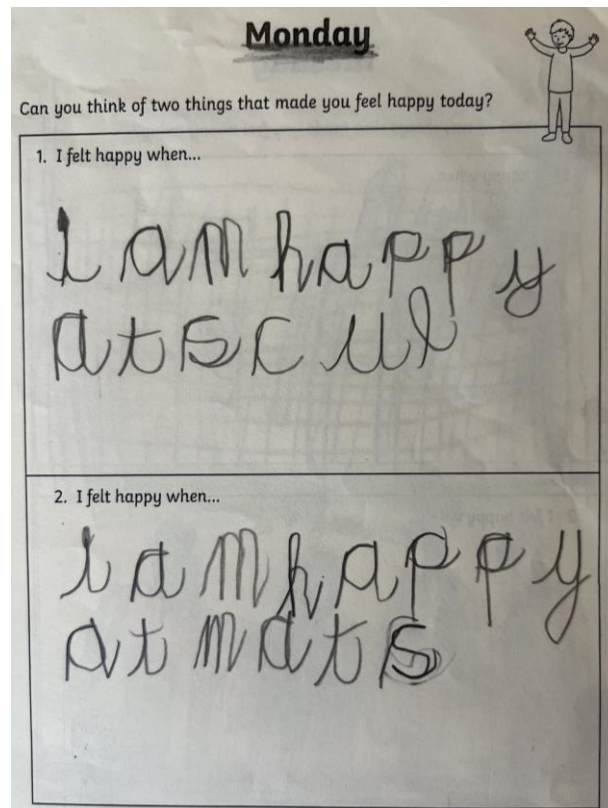 Monday
Can you think of two things that made you feel happy today?
1. I felt happy when...
i am happy
at scul
2. I felt happy when...
i am happy
at mats